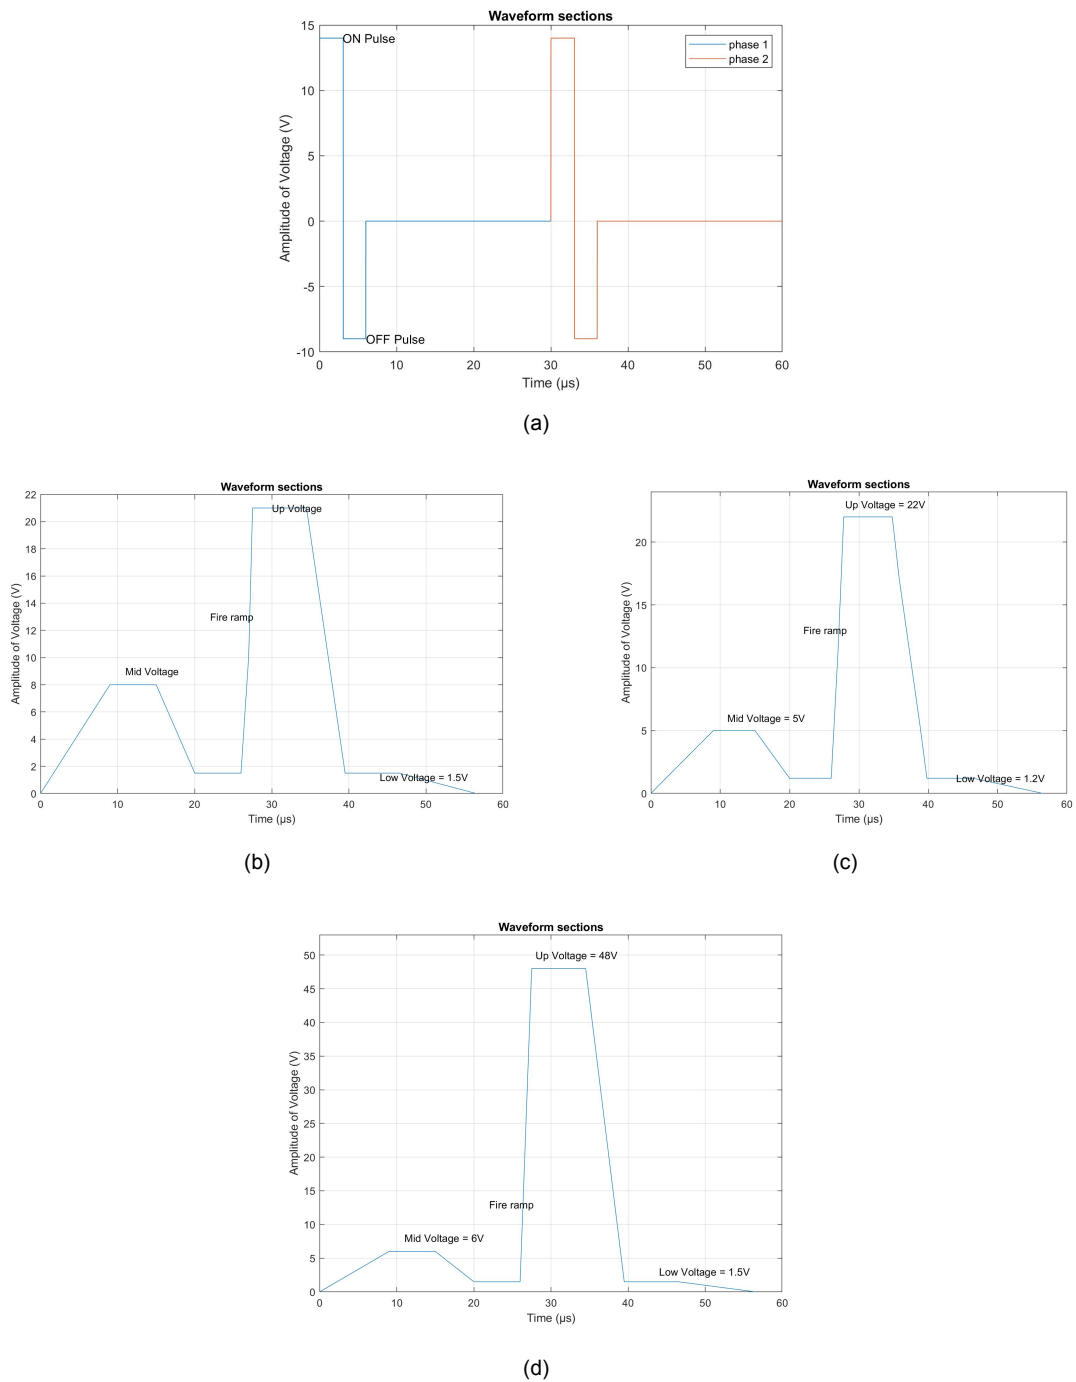 Waveform sections
15
10
5
0
-5
-10
Amplitude of Voltage (V)
ON Pulse
OFF Pulse
phase 1
phase 2
0 10 20 30 40 50 60
Time (µs)
(a)
Waveform sections
22
20
18
16
14
12
10
8
6
4
2
0
Amplitude of Voltage (V)
Up Voltage
Fire ramp
Mid Voltage
Low Voltage = 1.5V
0 10 20 30 40 50 60
Time (µs)
(b)
Waveform sections
20
15
10
5
0
Amplitude of Voltage (V)
Up Voltage = 22V
Fire ramp
Mid Voltage = 5V
Low Voltage = 1.2V
0 10 20 30 40 50 60
Time (µs)
(c)
Waveform sections
50
45
40
35
30
25
20
15
10
5
0
Amplitude of Voltage (V)
Up Voltage = 48V
Fire ramp
Mid Voltage = 6V
Low Voltage = 1.5V
0 10 20 30 40 50 60
Time (µs)
(d)